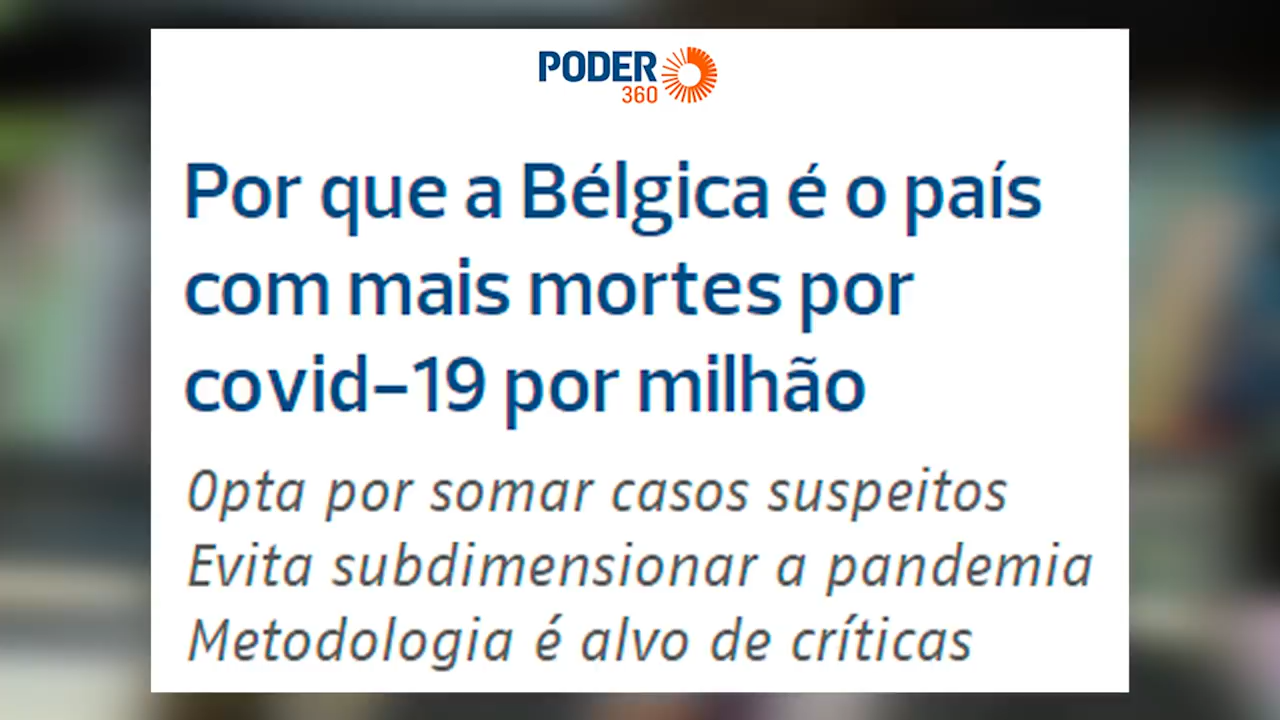 PODER
360
Por que a Bélgica é o país
com mais mortes por
covid-19 por milhão
Opta por somar casos suspeitos
Evita subdimensionar a pandemia
Metodologia é alvo de críticas